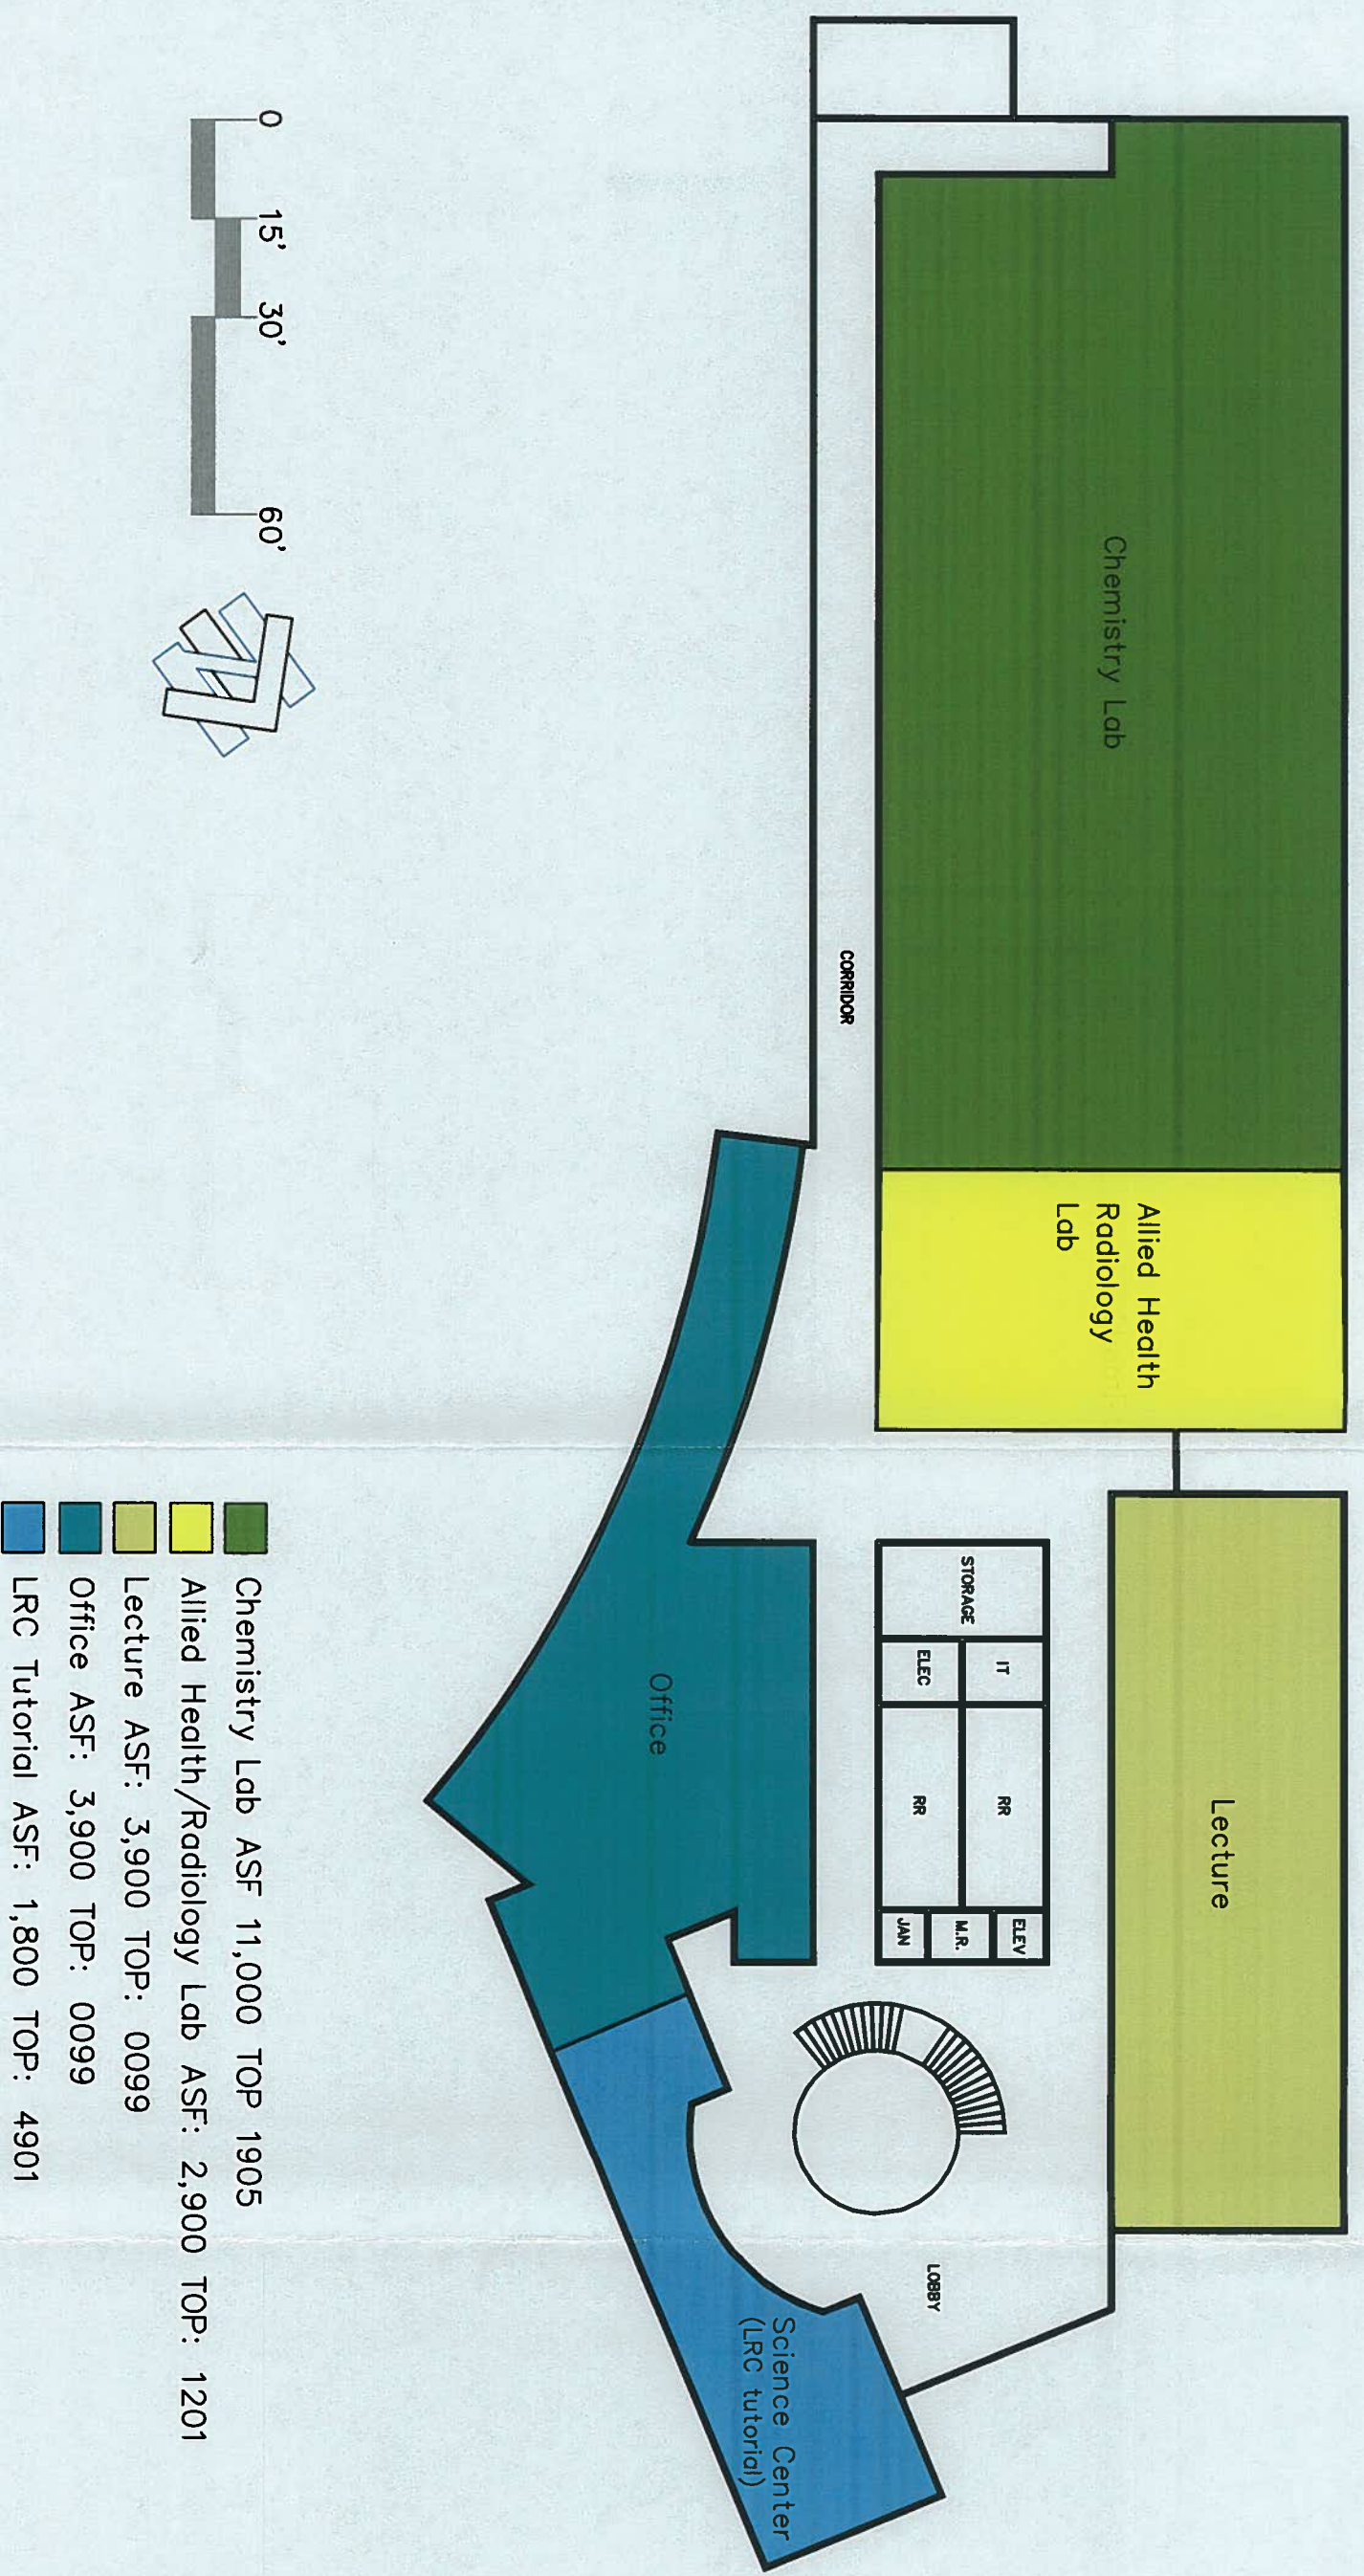 Chemistry Lab
Allied Health
Radiology
Lab
Lecture
CORRIDOR
STORAGE
IT
ELEC
RR
RR
ELEV
M.R.
JAN
LOBBY
Office
Science Center
(LRC tutorial)
0
15'
30'
60'
Chemistry Lab ASF 11,000 TOP 1905
Allied Health/Radiology Lab ASF: 2,900 TOP: 1201
Lecture ASF: 3,900 TOP: 0099
Office ASF: 3,900 TOP: 0099
LRC Tutorial ASF: 1,800 TOP: 4901